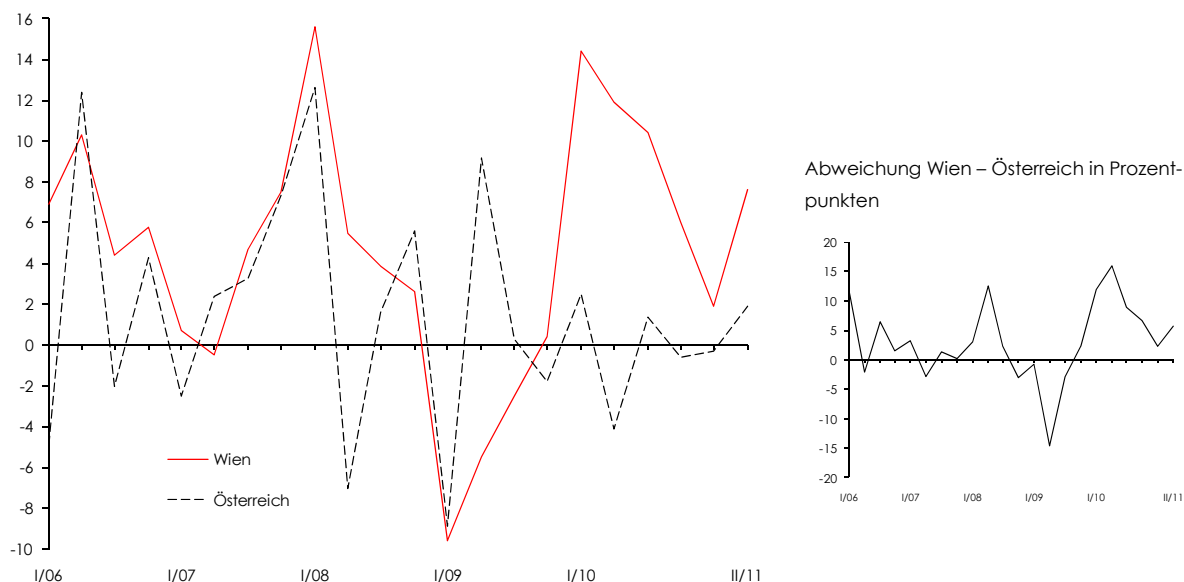 16
14
12
10
8
6
4
2
0
-2
-4
-6
-8
-10
I/06
I/07
I/08
I/09
I/10
II/11
Wien
Österreich
Abweichung Wien – Österreich in Prozent-
punkten
20
15
10
5
0
-5
-10
-15
-20
I/06
I/07
I/08
I/09
I/10
II/11